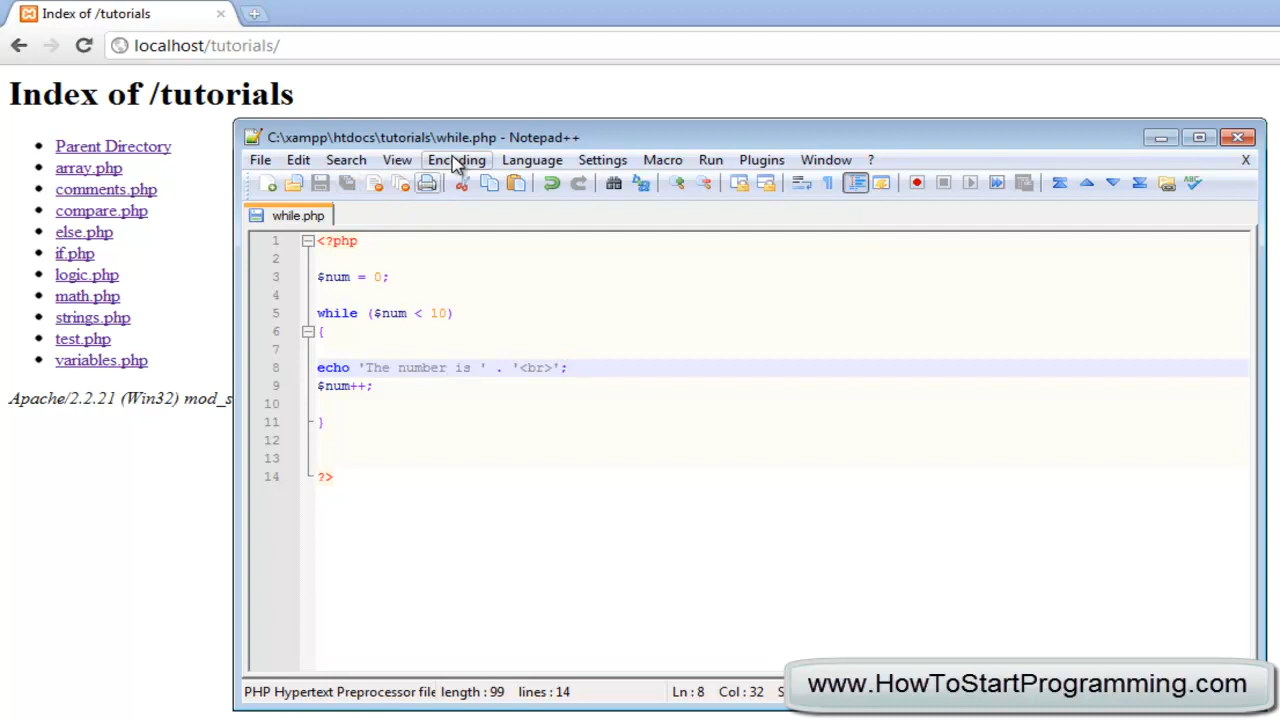 Index of /tutorials
localhost/tutorials/
Index of /tutorials
Parent Directory
array.php
comments.php
compare.php
else.php
if.php
logic.php
math.php
strings.php
test.php
variables.php
Apache/2.2.21 (Win32) mod_s
C:\xampp\htdocs\tutorials\while.php - Notepad++
File Edit Search View Encoding Language Settings Macro Run Plugins Window ? X
while.php
1 <?php
2
3 $num = 0;
4
5 while ($num < 10)
6 {
7
8 echo 'The number is ' . '<br>';
9 $num++;
10
11 }
12
13
14 ?>
PHP Hypertext Preprocessor file length : 99 lines : 14 Ln : 8 Col : 32 S
www.HowToStartProgramming.com